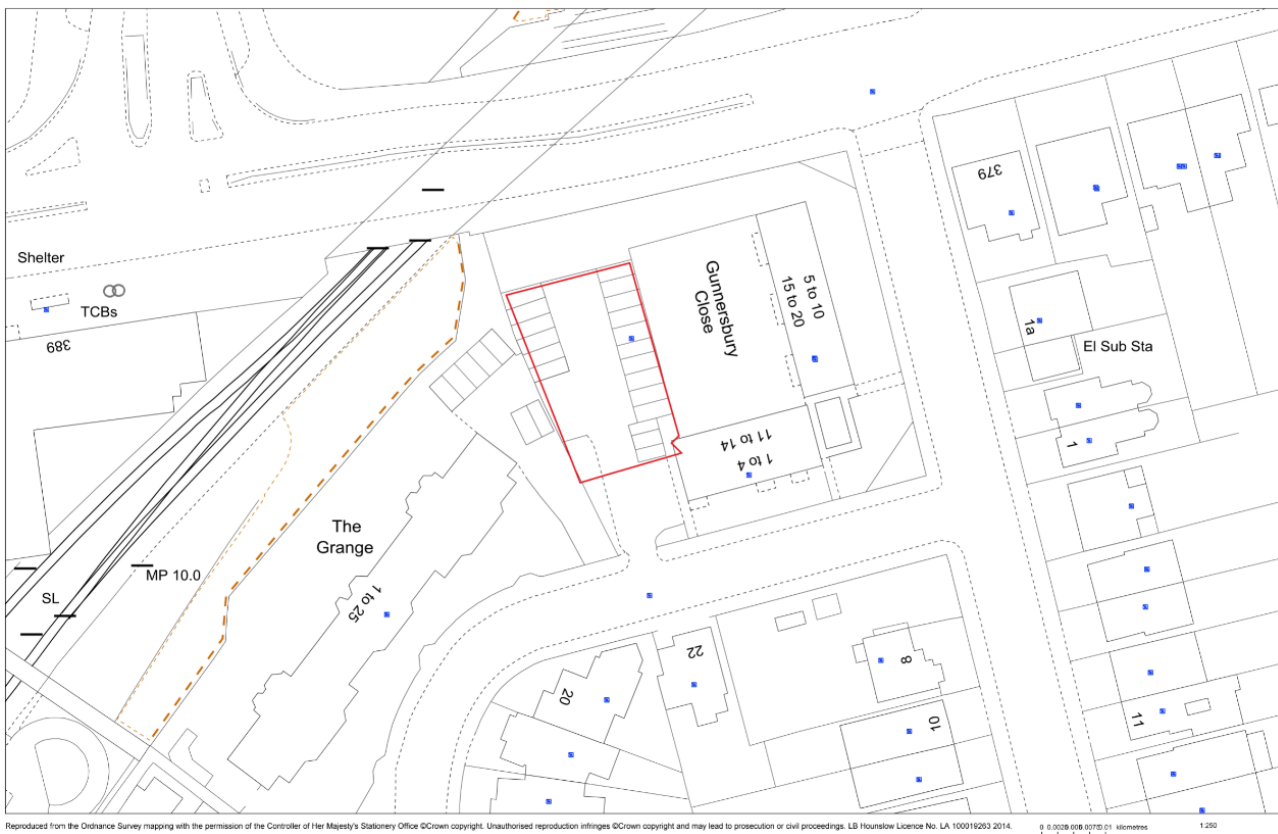 Shelter
TCBs
389
379
Gunnersbury
Close
5 to 10
15 to 20
1a
El Sub Sta
1
11 to 14
1 to 4
The
Grange
MP 10.0
SL
1 to 25
22
20
8
10
11
Reproduced from the Ordnance Survey mapping with the permission of the Controller of Her Majesty's Stationery Office ©Crown copyright. Unauthorised reproduction infringes ©Crown copyright and may lead to prosecution or civil proceedings. LB Hounslow Licence No. LA 100019263 2014.
kilometres